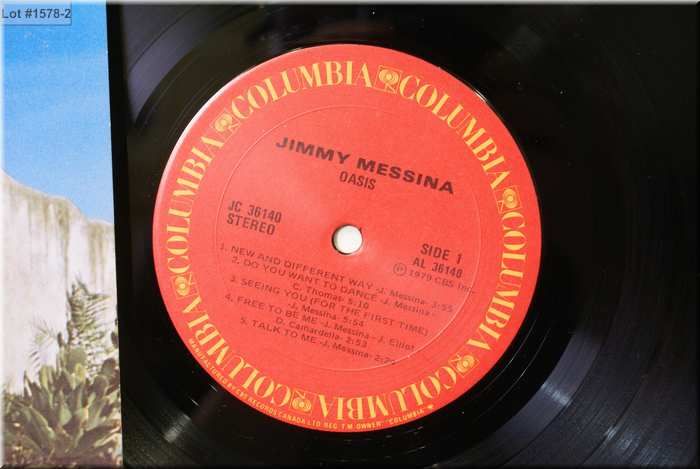 Lot #1578-2
COLUMBIA COLUMBIA COLUMBIA COLUMBIA COLUMBIA COLUMBIA COLUMBIA COLUMBIA
JIMMY MESSINA
OASIS
JC 36140
STEREO
SIDE 1
AL 36140
℗ 1979 CBS Inc.
1. NEW AND DIFFERENT WAY -J. Messina- 3:55
2. DO YOU WANT TO DANCE -J. Messina-
C. Thomas- 5:10
3. SEEING YOU (FOR THE FIRST TIME)
J. Messina- 5:54
4. FREE TO BE ME -J. Messina - J. Elliot
D. Camardella- 2:53
5. TALK TO ME -J. Messina-
MANUFACTURED BY CBS RECORDS CANADA LTD REG. T.M. OWNER "COLUMBIA"